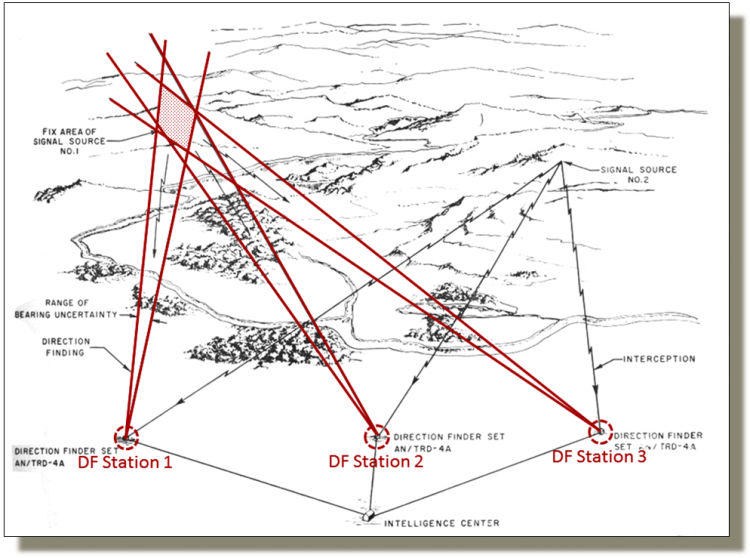 FIX AREA OF
SIGNAL SOURCE
NO.1
SIGNAL SOURCE
NO.2
RANGE OF
BEARING UNCERTAINTY
DIRECTION
FINDING
INTERCEPTION
DIRECTION FINDER SET
AN/TRD-4A
DF Station 1
DIRECTION FINDER SET
AN/TRD-4A
DF Station 2
DIRECTION FINDER
SET AN/TRD-4A
DF Station 3
INTELLIGENCE CENTER